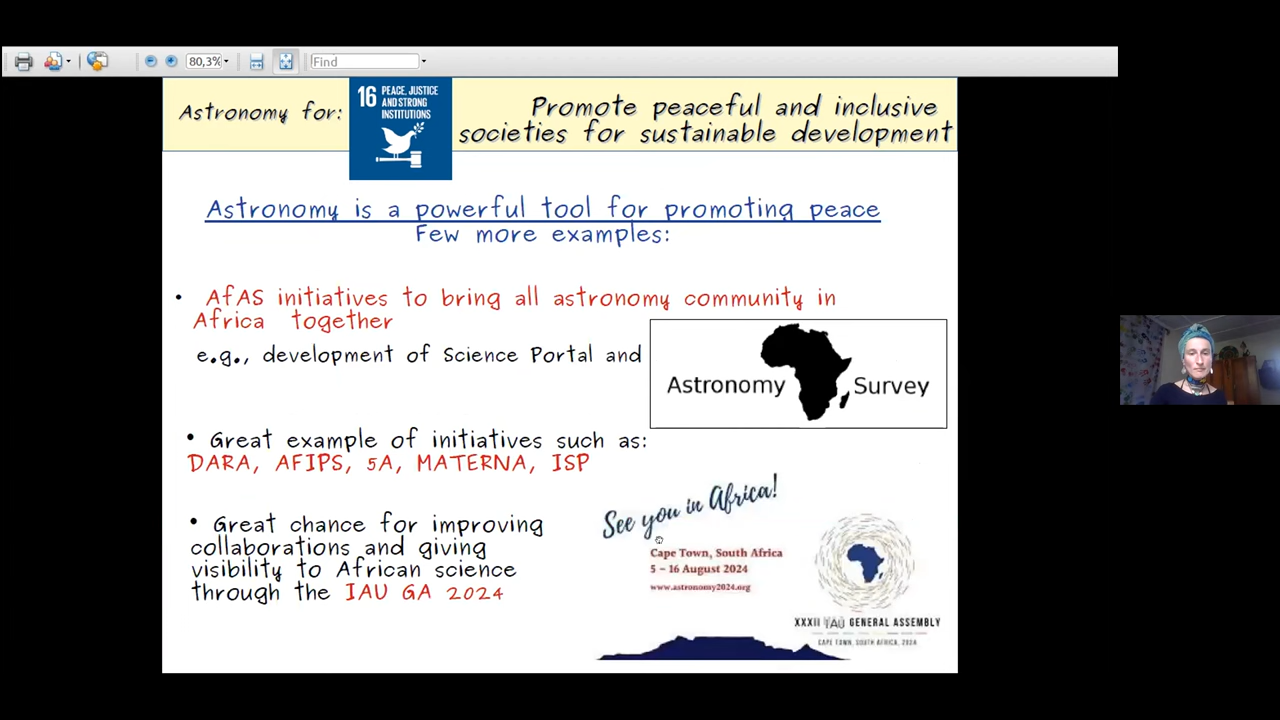 80,3%
Find
Astronomy for:
16 PEACE, JUSTICE
AND STRONG
INSTITUTIONS
Promote peaceful and inclusive
societies for sustainable development
Astronomy is a powerful tool for promoting peace
Few more examples:
• AfAS initiatives to bring all astronomy community in
Africa together
e.g., development of Science Portal and
Astronomy Survey
• Great example of initiatives such as:
DARA, AFIPS, 5A, MATERNA, ISP
• Great chance for improving
collaborations and giving
visibility to African science
through the IAU GA 2024
See you in Africa!
Cape Town, South Africa
5 – 16 August 2024
www.astronomy2024.org
XXXII IAU GENERAL ASSEMBLY
CAPE TOWN, SOUTH AFRICA, 2024